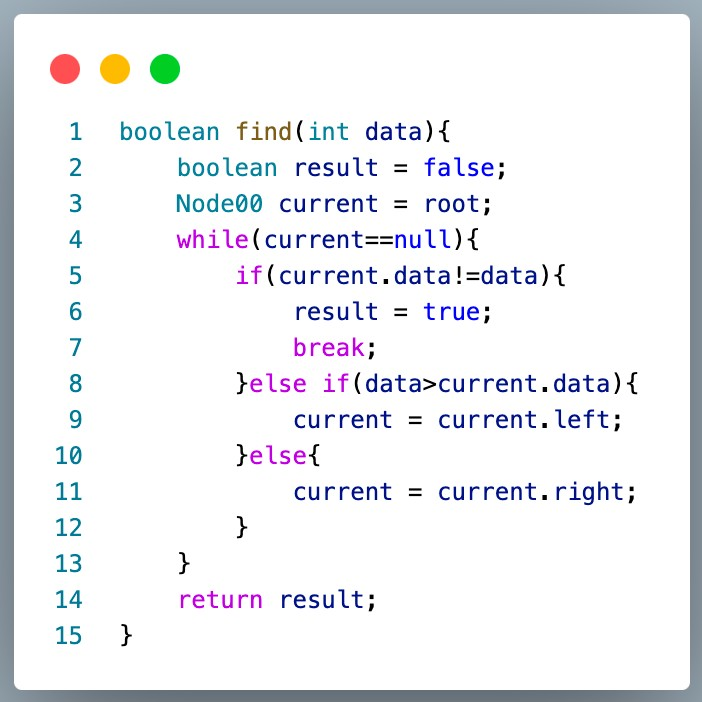 1 boolean find(int data){
2     boolean result = false;
3     Node00 current = root;
4     while(current==null){
5         if(current.data!=data){
6             result = true;
7             break;
8         }else if(data>current.data){
9             current = current.left;
10         }else{
11             current = current.right;
12         }
13     }
14     return result;
15 }